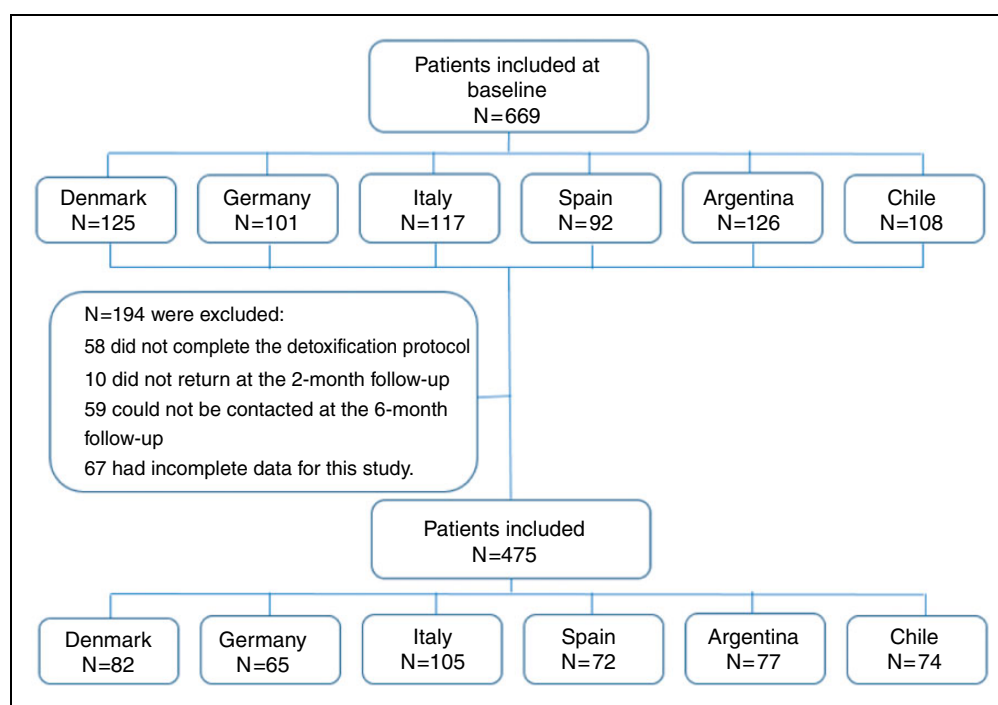 Patients included at
baseline
N=669
Denmark
N=125
Germany
N=101
Italy
N=117
Spain
N=92
Argentina
N=126
Chile
N=108
N=194 were excluded:
58 did not complete the detoxification protocol
10 did not return at the 2-month follow-up
59 could not be contacted at the 6-month
follow-up
67 had incomplete data for this study.
Patients included
N=475
Denmark
N=82
Germany
N=65
Italy
N=105
Spain
N=72
Argentina
N=77
Chile
N=74